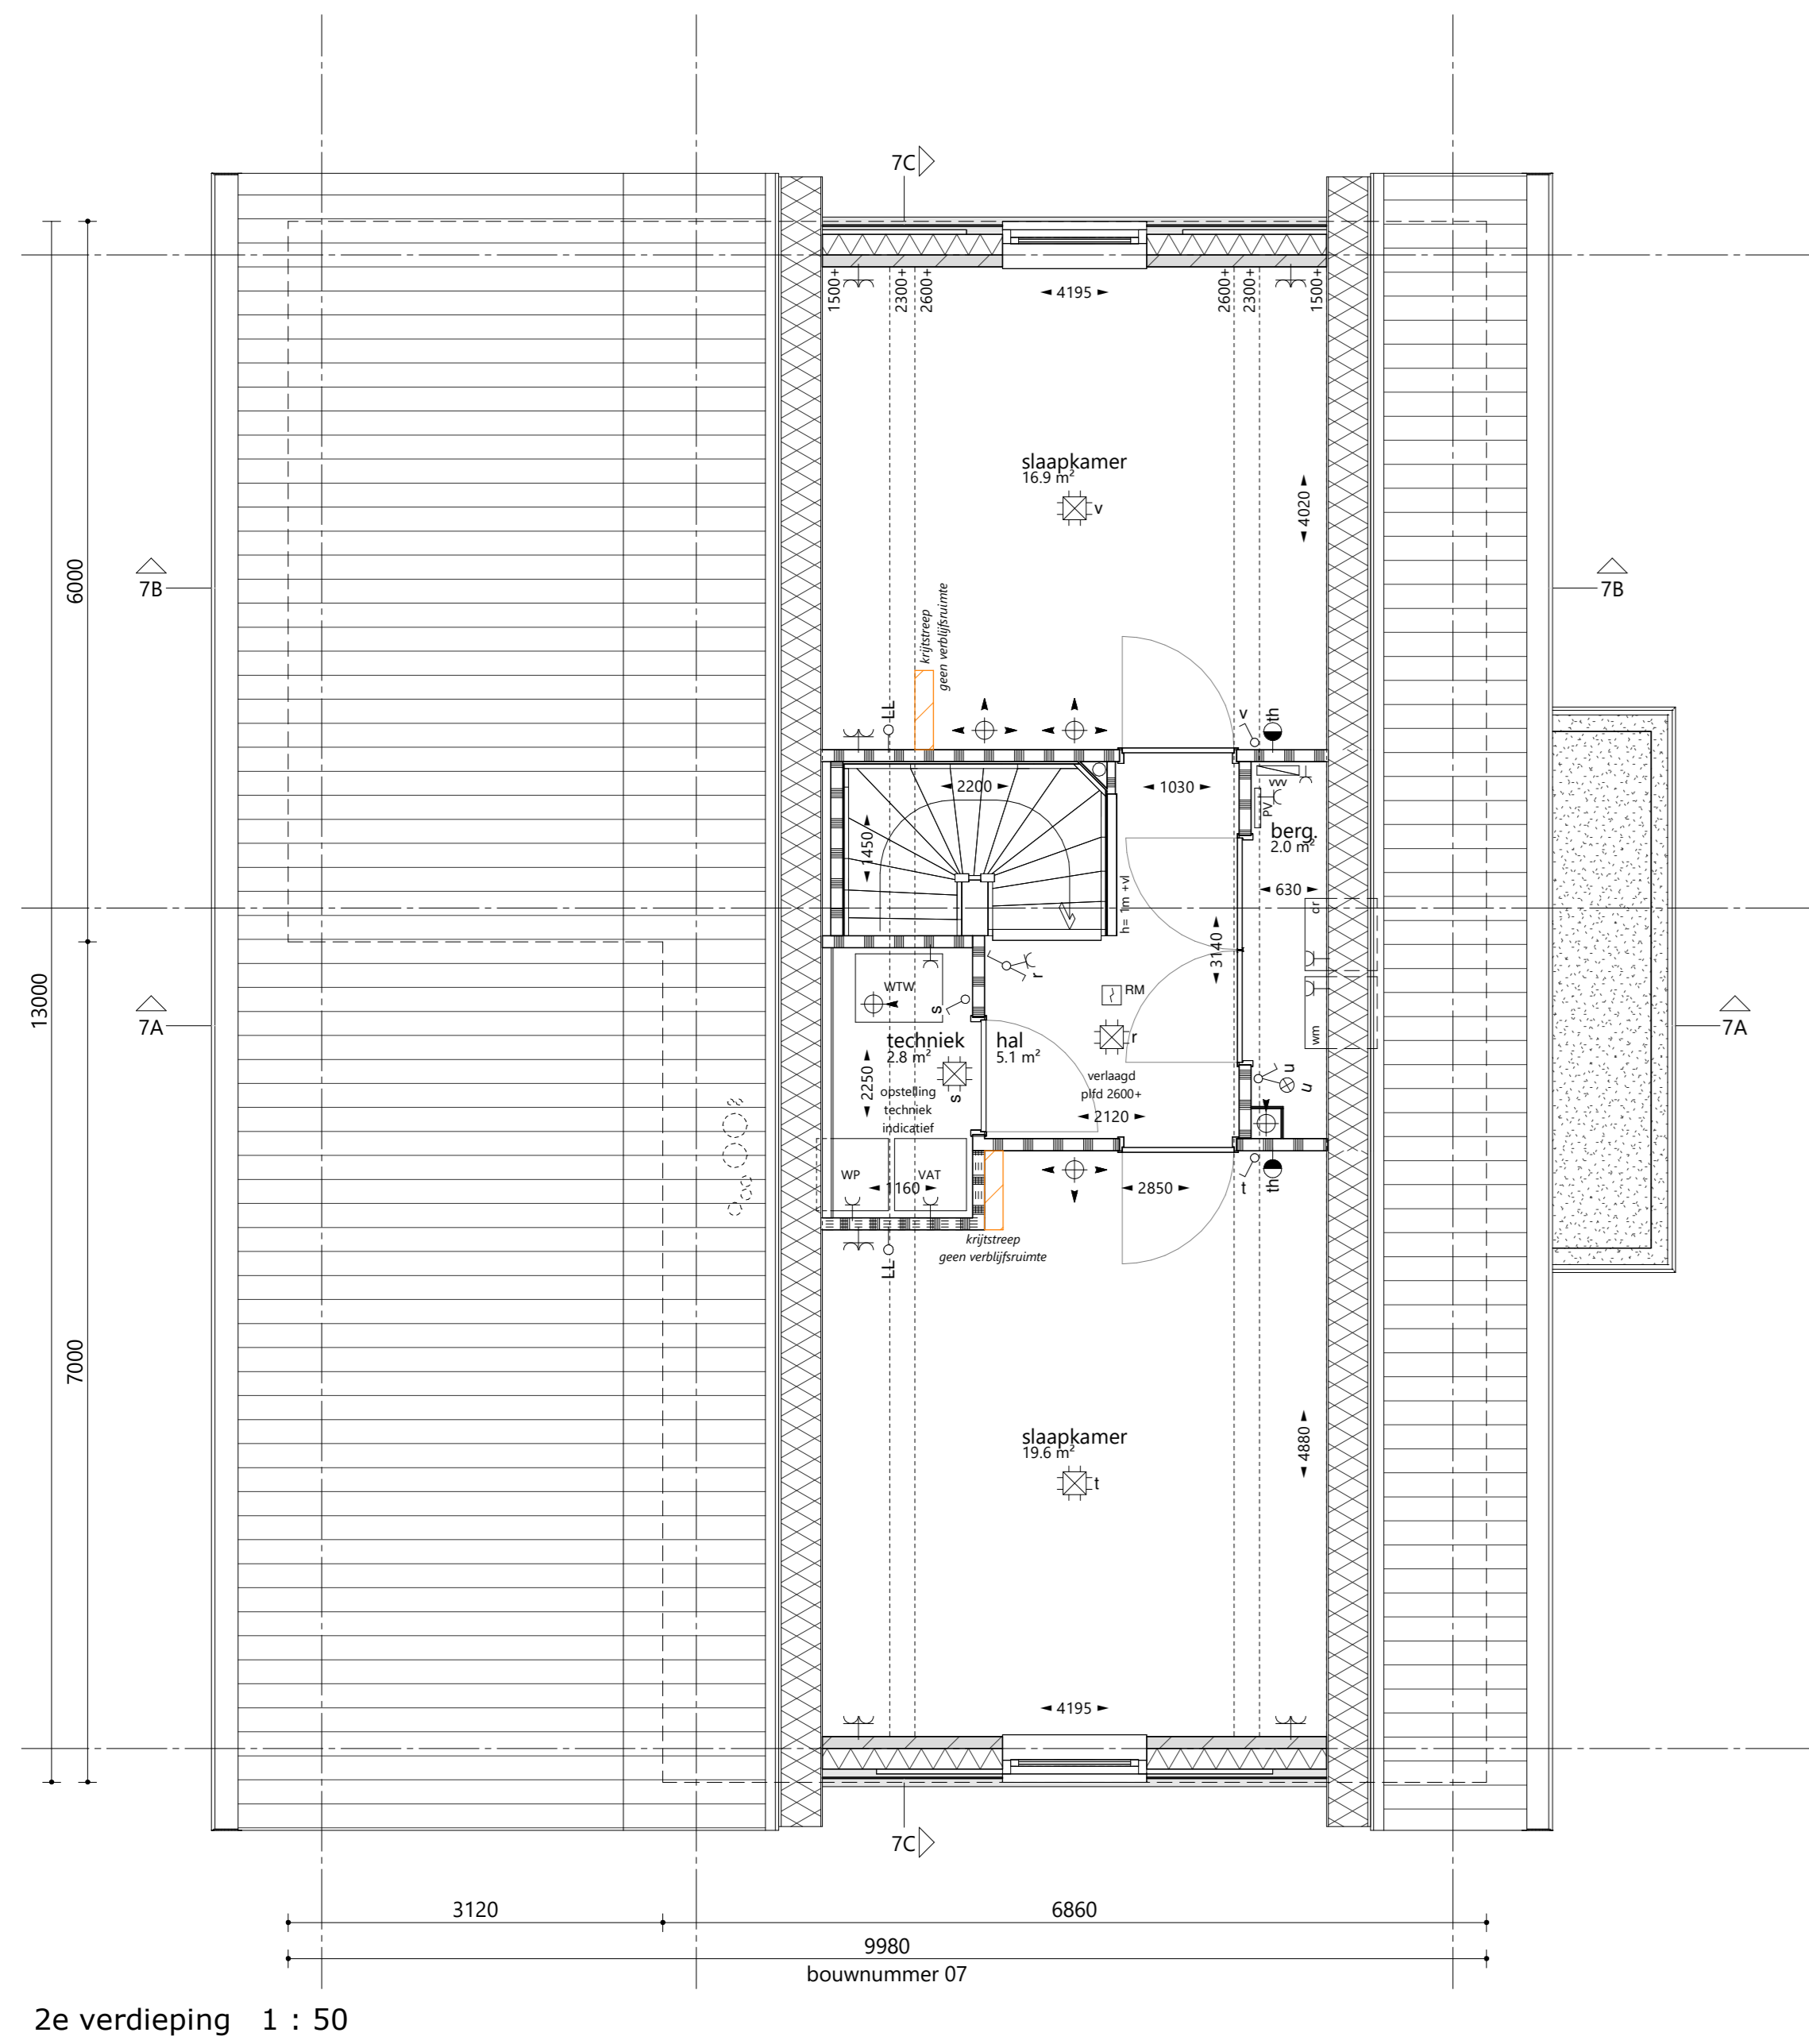 7C
1500+
2300+
2600+
4195
2600+
2300+
1500+
slaapkamer
16.9 m²
v
4020
6000
7B
7B
krijtstreep
geen verblijfsruimte
LL
v
th
2200
1030
vvv
PV
berg.
2.0 m²
1450
630
h= 1m +vl
dr
3140
r
13000
WTW
s
RM
7A
7A
wm
techniek
2.8 m²
hal
5.1 m²
r
2250
s
opstelling
techniek
indicatief
verlaagd
plfd 2600+
2120
u
u
WP
VAT
1160
2850
t
th
LL
krijtstreep
geen verblijfsruimte
7000
slaapkamer
19.6 m²
t
4880
4195
7C
3120
6860
9980
bouwnummer 07
2e verdieping 1 : 50